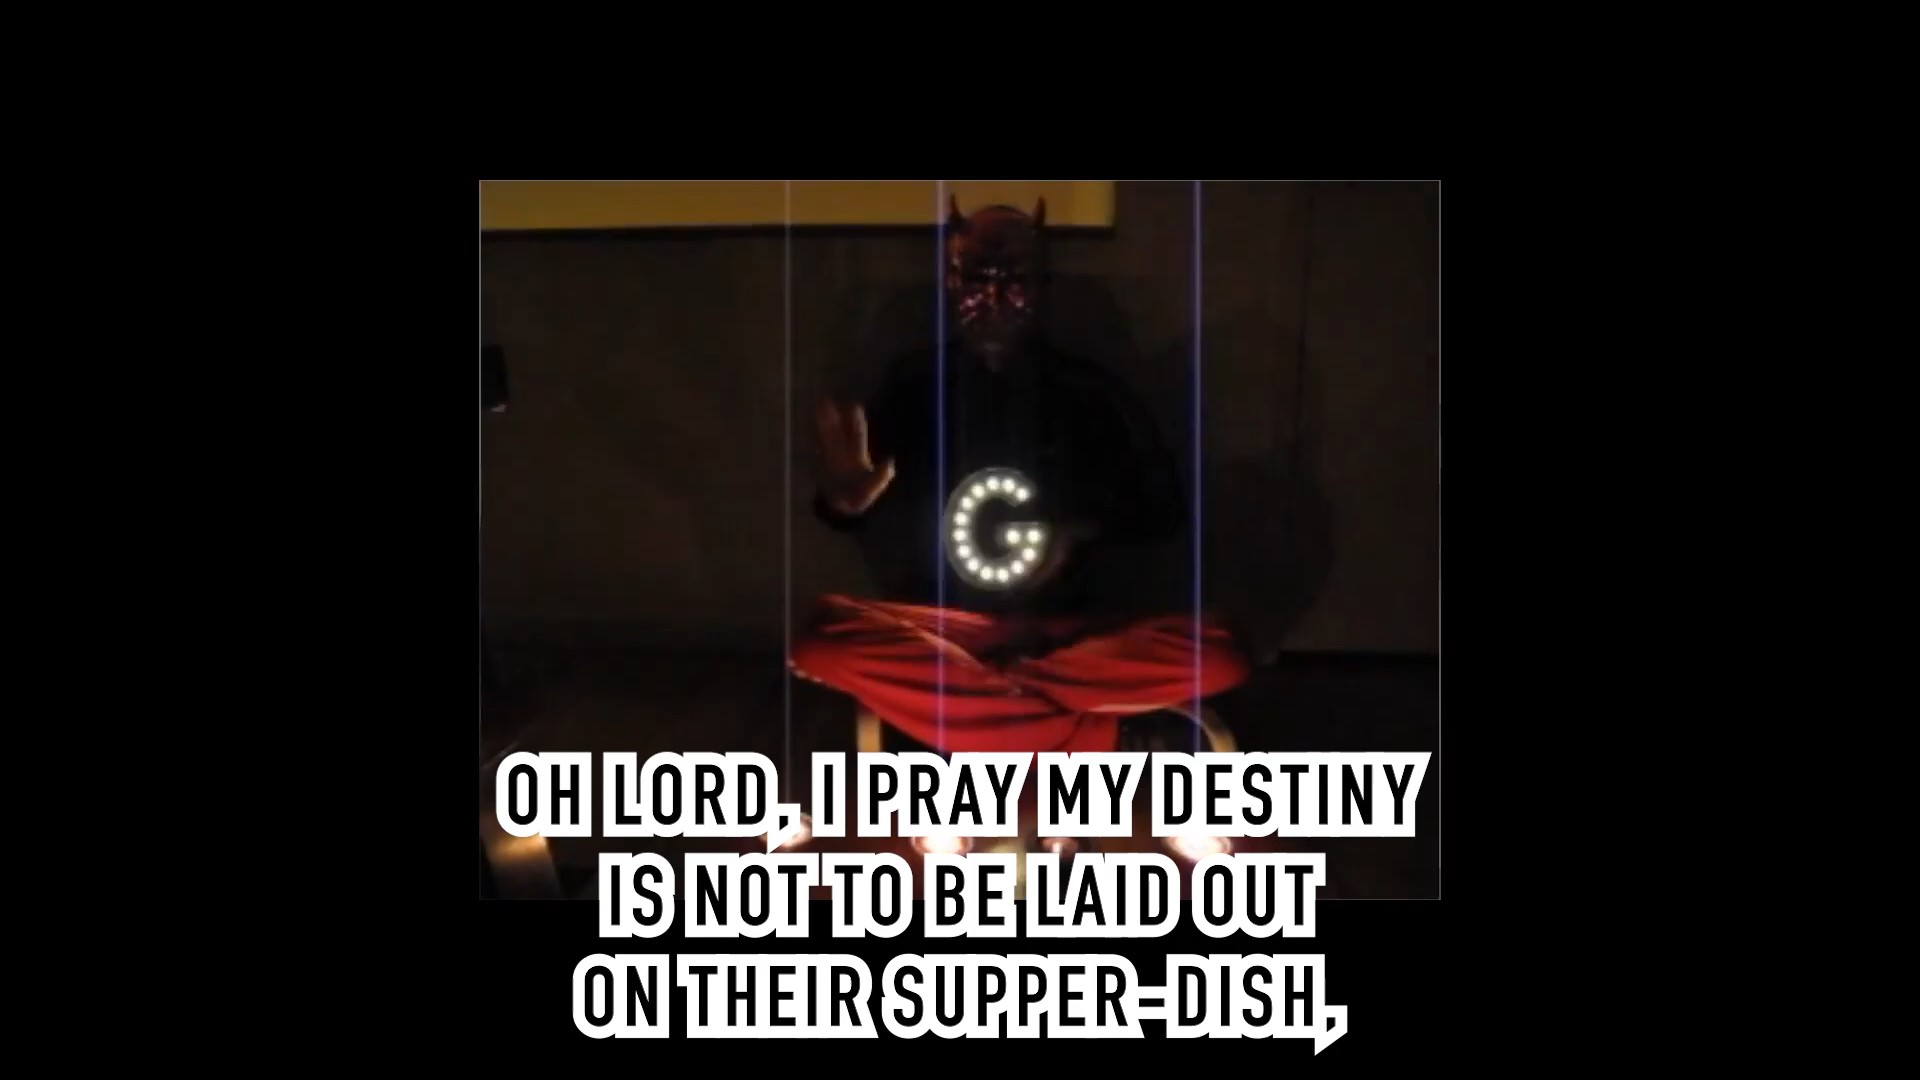 G
OH LORD, I PRAY MY DESTINY
IS NOT TO BE LAID OUT
ON THEIR SUPPER-DISH,